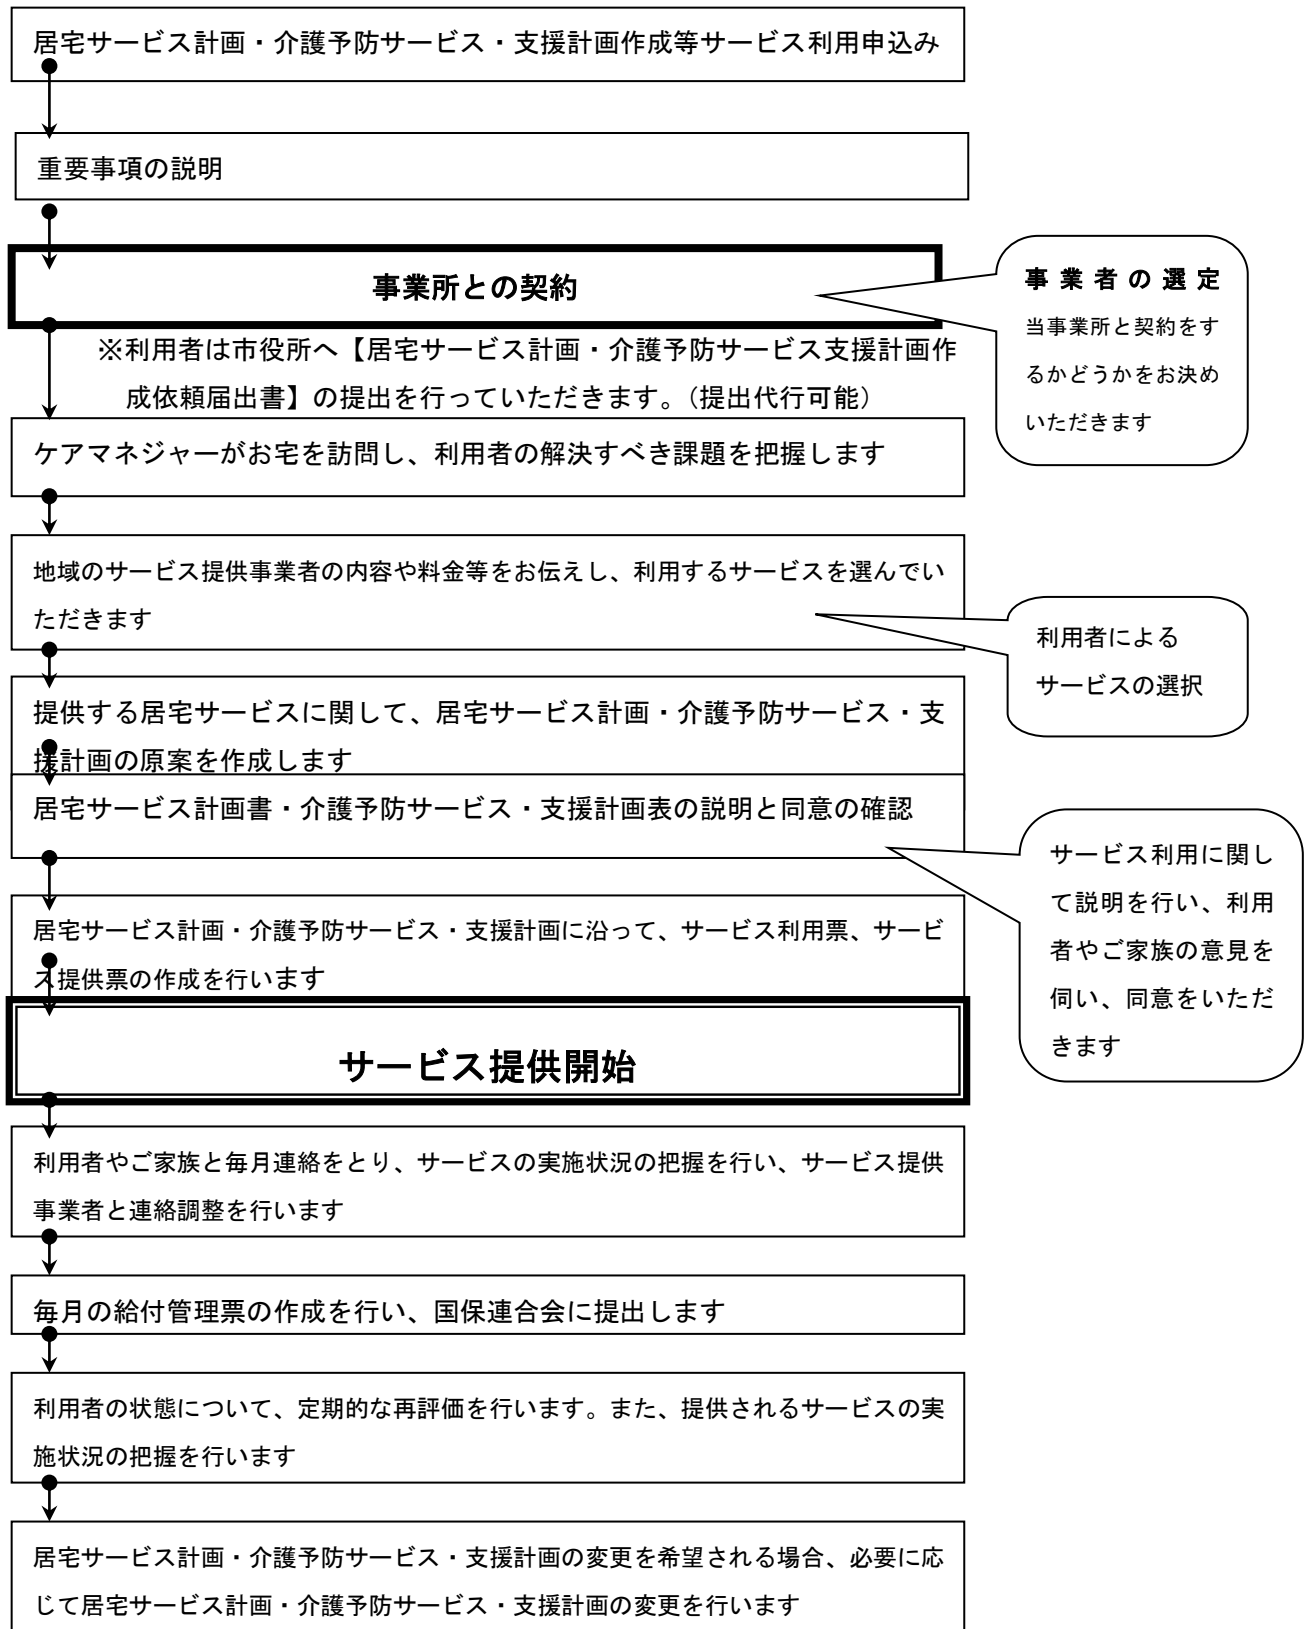 居宅サービス計画・介護予防サービス・支援計画作成等サービス利用申込み
重要事項の説明
事業所との契約
事業者の選定
当事業所と契約をす
るかどうかをお決め
いただきます
※利用者は市役所へ【居宅サービス計画・介護予防サービス支援計画作
成依頼届出書】の提出を行っていただきます。（提出代行可能）
ケアマネジャーがお宅を訪問し、利用者の解決すべき課題を把握します
地域のサービス提供事業者の内容や料金等をお伝えし、利用するサービスを選んでい
ただきます
利用者による
サービスの選択
提供する居宅サービスに関して、居宅サービス計画・介護予防サービス・支
援計画の原案を作成します
居宅サービス計画書・介護予防サービス・支援計画表の説明と同意の確認
サービス利用に関し
て説明を行い、利用
者やご家族の意見を
伺い、同意をいただ
きます
居宅サービス計画・介護予防サービス・支援計画に沿って、サービス利用票、サービ
ス提供票の作成を行います
サービス提供開始
利用者やご家族と毎月連絡をとり、サービスの実施状況の把握を行い、サービス提供
事業者と連絡調整を行います
毎月の給付管理票の作成を行い、国保連合会に提出します
利用者の状態について、定期的な再評価を行います。また、提供されるサービスの実
施状況の把握を行います
居宅サービス計画・介護予防サービス・支援計画の変更を希望される場合、必要に応
じて居宅サービス計画・介護予防サービス・支援計画の変更を行います